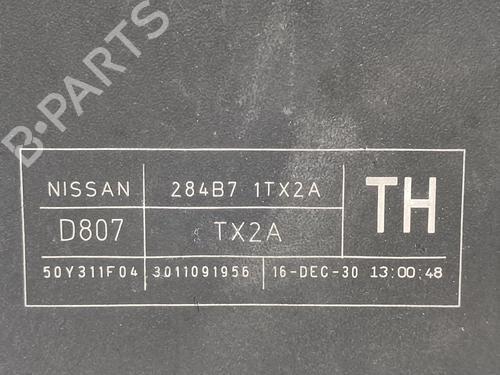 B-PARTS
NISSAN 284B7 1TX2A TH
D807 TX2A
50Y311F04 3011091956 16-DEC-30 13:00:48